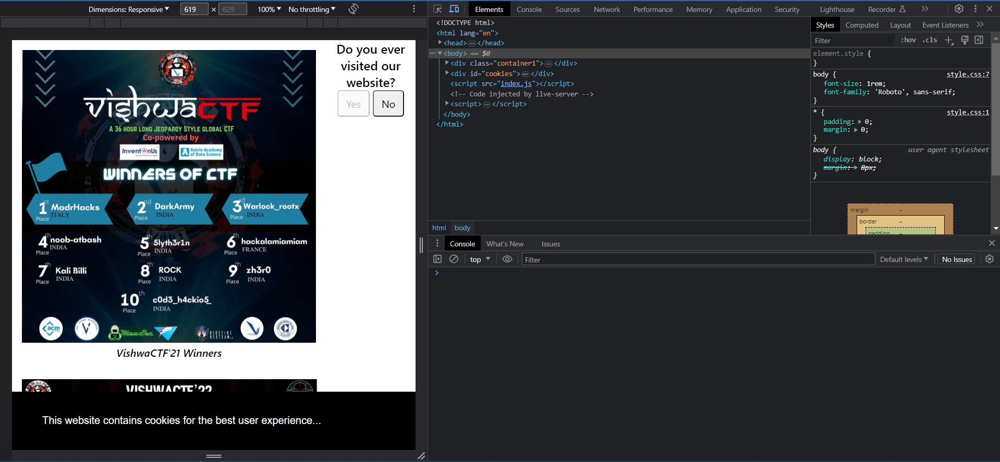 Dimensions: Responsive 619 × 629 100% No throttling
Do you ever
visited our
website?
Yes No
vishwaCTF
A 36 HOUR LONG JEOPARDY STYLE GLOBAL CTF
Co-powered by
InventOnUs
Antrix Academy
of Data Science
WINNERS OF CTF
1st Place MadrHacks ITALY
2nd Place DarkArmy INDIA
3rd Place Warlock_rootx INDIA
4th Place noob-atbash INDIA
5th Place 5lyth3r1n INDIA
6th Place hackalamiamiam FRANCE
7th Place Kali Billi INDIA
8th Place ROCK INDIA
9th Place zh3r0 INDIA
10th Place c0d3_h4ckio5_ INDIA
acm
VishwaCTF'21 Winners
VISHWACTF'22
This website contains cookies for the best user experience...
Elements Console Sources Network Performance Memory Application Security Lighthouse Recorder
<!DOCTYPE html>
<html lang="en">
<head>…</head>
<body> == $0
<div class="container1">…</div>
<div id="cookies">…</div>
<script src="index.js"></script>
<!-- Code injected by live-server -->
<script>…</script>
</body>
</html>
html body
Styles Computed Layout Event Listeners
Filter :hov .cls
element.style {
}
body { style.css:7
font-size: 1rem;
font-family: 'Roboto', sans-serif;
}
* { style.css:1
padding: 0;
margin: 0;
}
body { user agent stylesheet
display: block;
margin: 8px;
}
margin –
border –
padding –
Console What's New Issues
top Filter Default levels No Issues